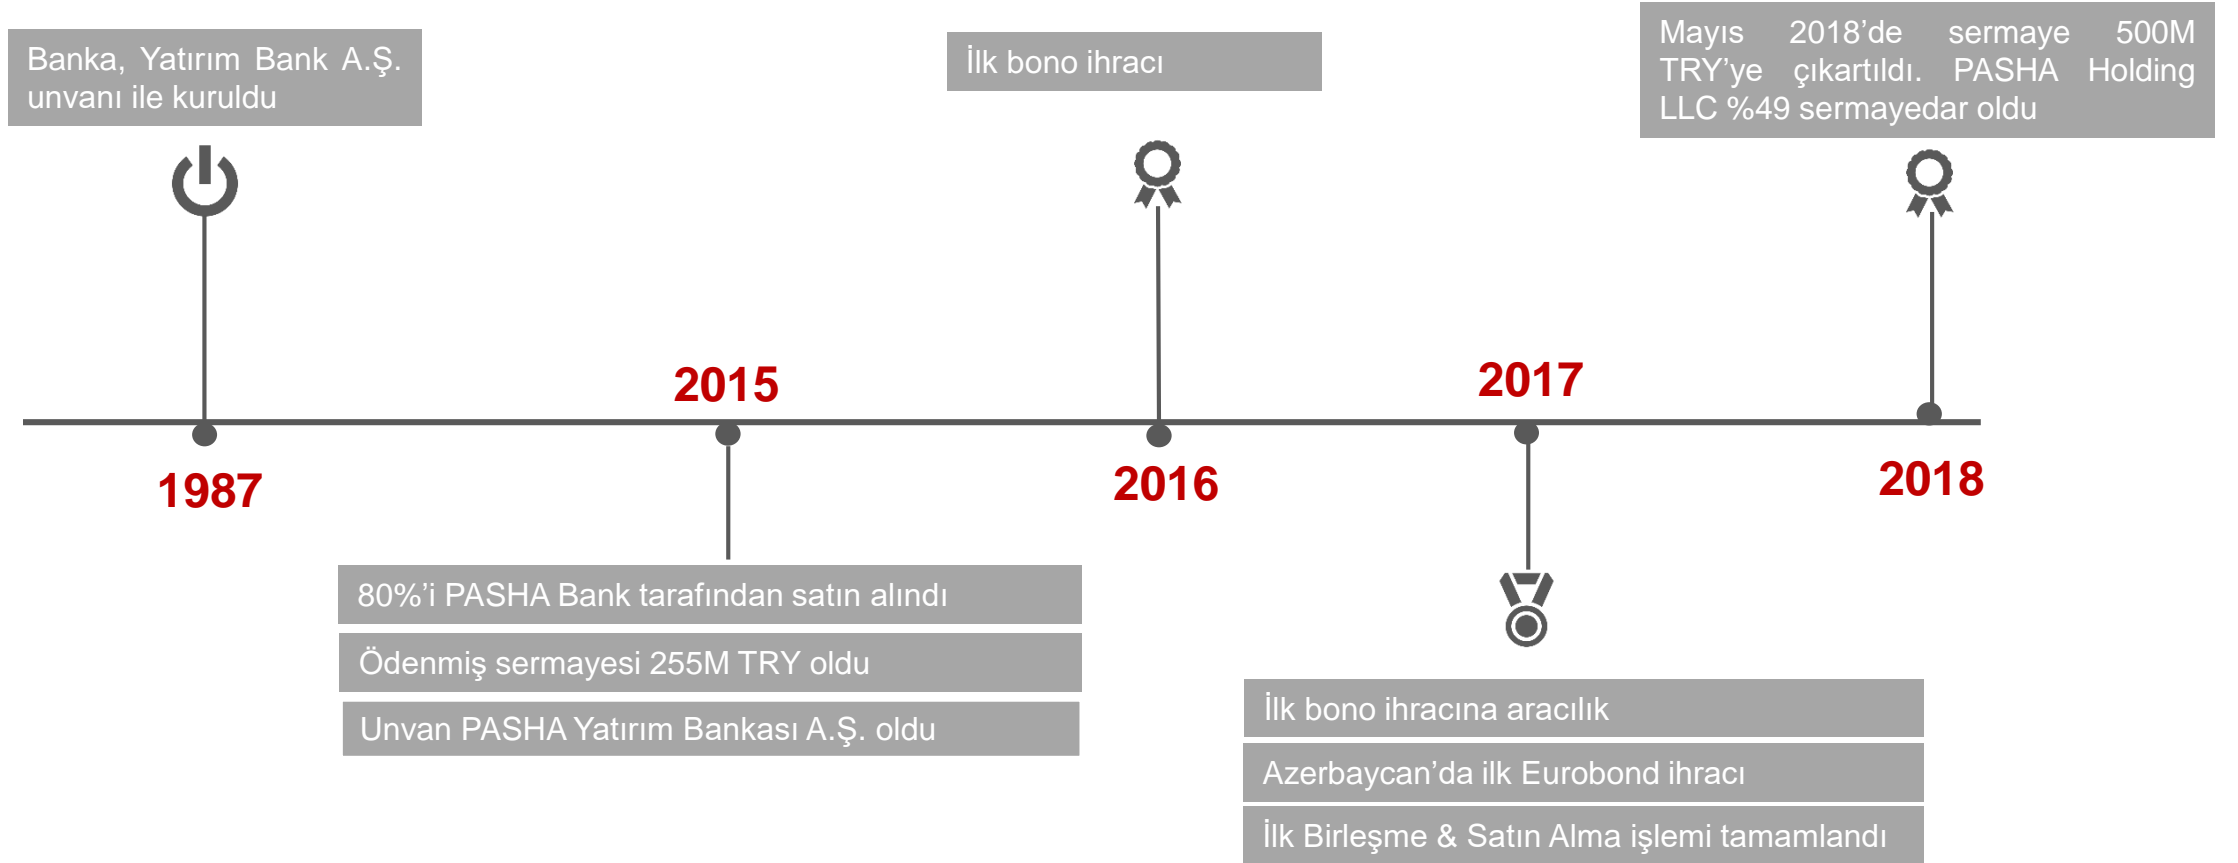 Banka, Yatırım Bank A.Ş.
unvanı ile kuruldu
1987
2015
80%’i PASHA Bank tarafından satın alındı
Ödenmiş sermayesi 255M TRY oldu
Unvan PASHA Yatırım Bankası A.Ş. oldu
İlk bono ihracı
2016
2017
İlk bono ihracına aracılık
Azerbaycan’da ilk Eurobond ihracı
İlk Birleşme & Satın Alma işlemi tamamlandı
Mayıs 2018’de sermaye 500M
TRY’ye çıkartıldı. PASHA Holding
LLC %49 sermayedar oldu
2018